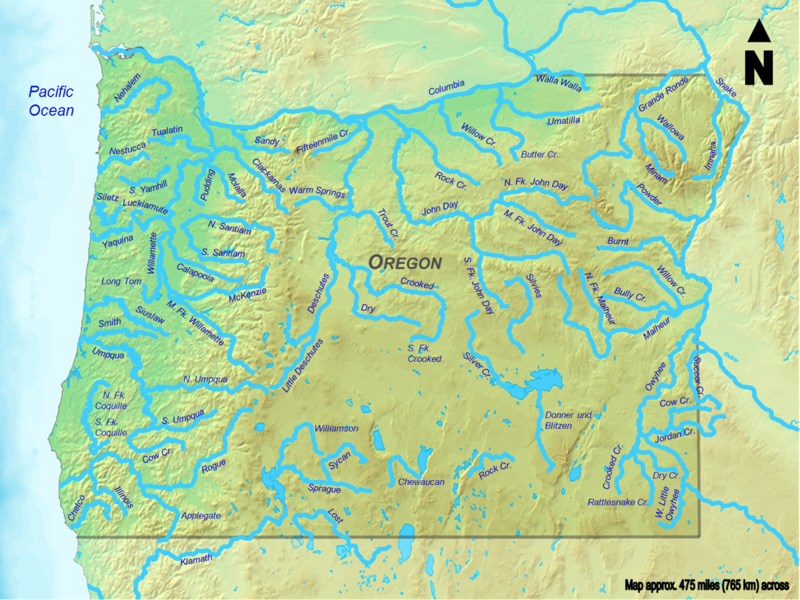 Pacific
Ocean
N
Nehalem
Columbia
Walla Walla
Snake
Grande Ronde
Tualatin
Nestucca
Sandy
Fifteenmile Cr.
Willow Cr.
Umatilla
Butter Cr.
Wallowa
Imnaha
Minam
Siletz
S. Yamhill
Luckiamute
Pudding
Molalla
Clackamas
Warm Springs
Rock Cr.
N. Fk. John Day
Powder
Yaquina
Willamette
N. Santiam
S. Santiam
Calapooia
McKenzie
Trout Cr.
John Day
M. Fk. John Day
Burnt
OREGON
Long Tom
Deschutes
Crooked
Dry
S. Fk. John Day
Silvies
N. Fk. Malheur
Bully Cr.
Willow Cr.
Malheur
Smith
Siuslaw
M. Fk. Willamette
Umpqua
Little Deschutes
S. Fk.
Crooked
Silver Cr.
N. Umpqua
N. Fk
Coquille
S. Fk.
Coquille
S. Umpqua
Cow Cr.
Rogue
Williamson
Sycan
Sprague
Chewaucan
Rock Cr.
Donner und
Blitzen
Owyhee
Succor Cr.
Cow Cr.
Jordan Cr.
Crooked Cr.
Dry Cr
Rattlesnake Cr.
W. Little
Owyhee
Chetco
Illinois
Applegate
Lost
Klamath
Map approx. 475 miles (765 km) across